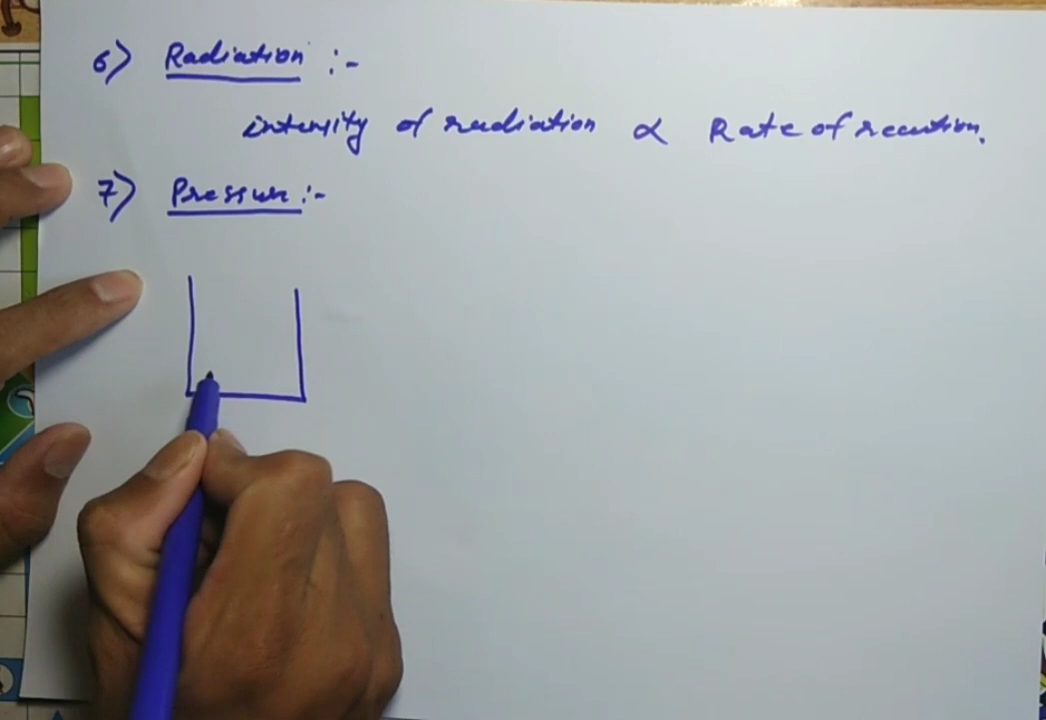 6) Radiation :-
intensity of radiation ∝ Rate of reaction.
7) Pressure :-